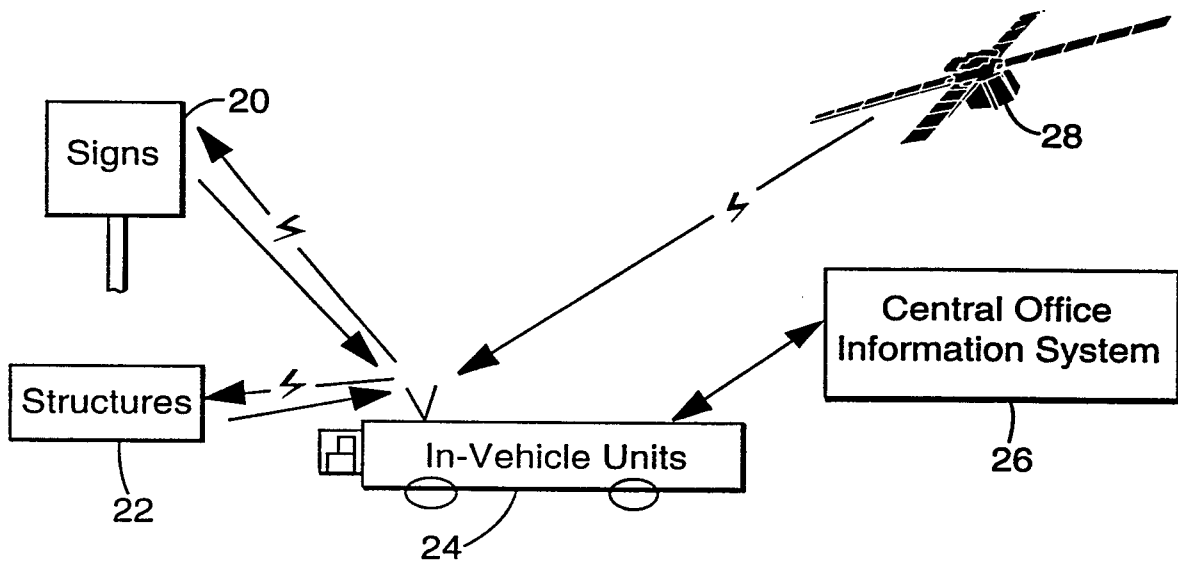 20
Signs
28
Central Office
Information System
Structures
In-Vehicle Units
26
22
24